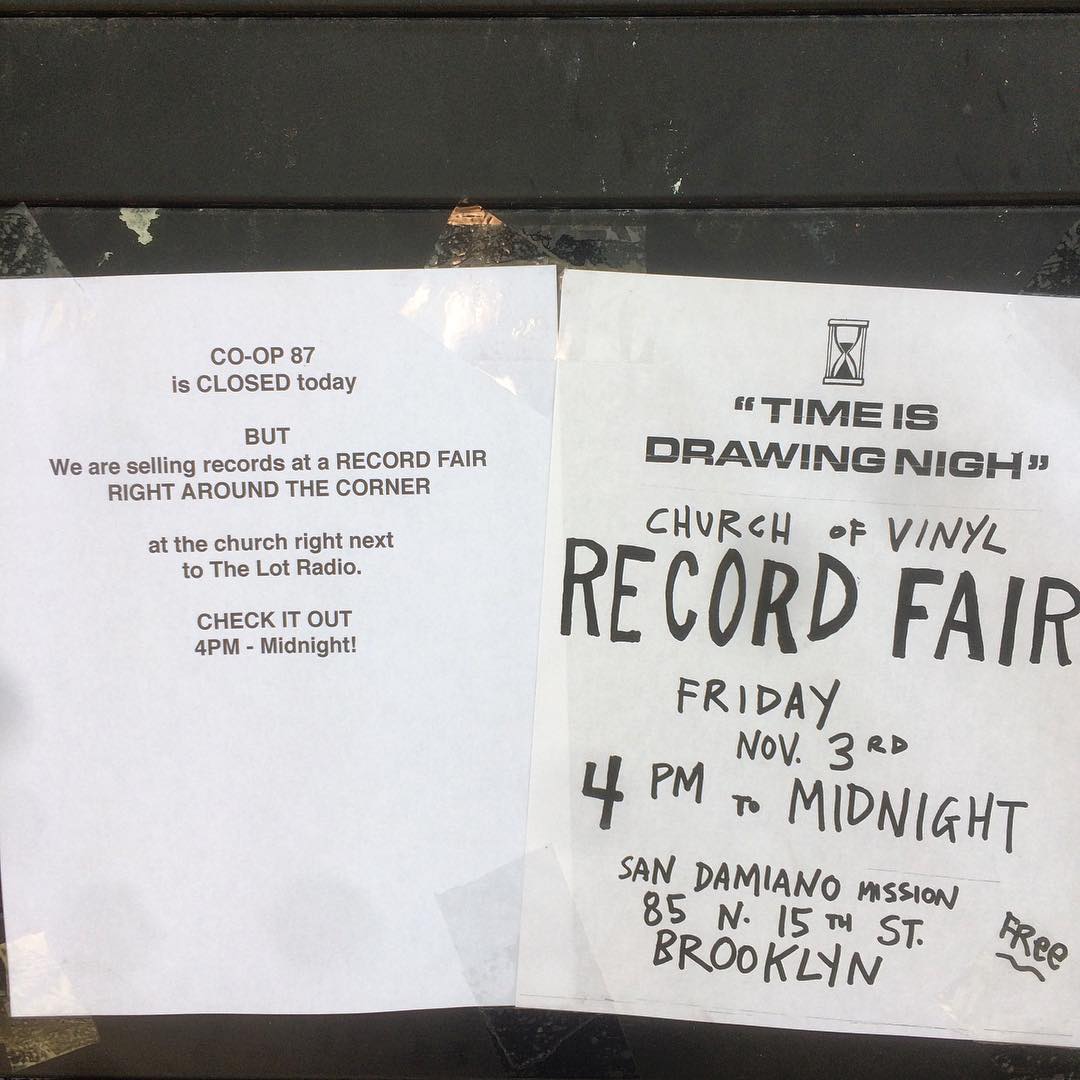 CO-OP 87
is CLOSED today
BUT
We are selling records at a RECORD FAIR
RIGHT AROUND THE CORNER
at the church right next
to The Lot Radio.
CHECK IT OUT
4PM - Midnight!
“TIME IS
DRAWING NIGH”
CHURCH OF VINYL
RECORD FAIR
FRIDAY
NOV. 3RD
4 PM TO MIDNIGHT
SAN DAMIANO MISSION
85 N. 15TH ST.
BROOKLYN
FREE